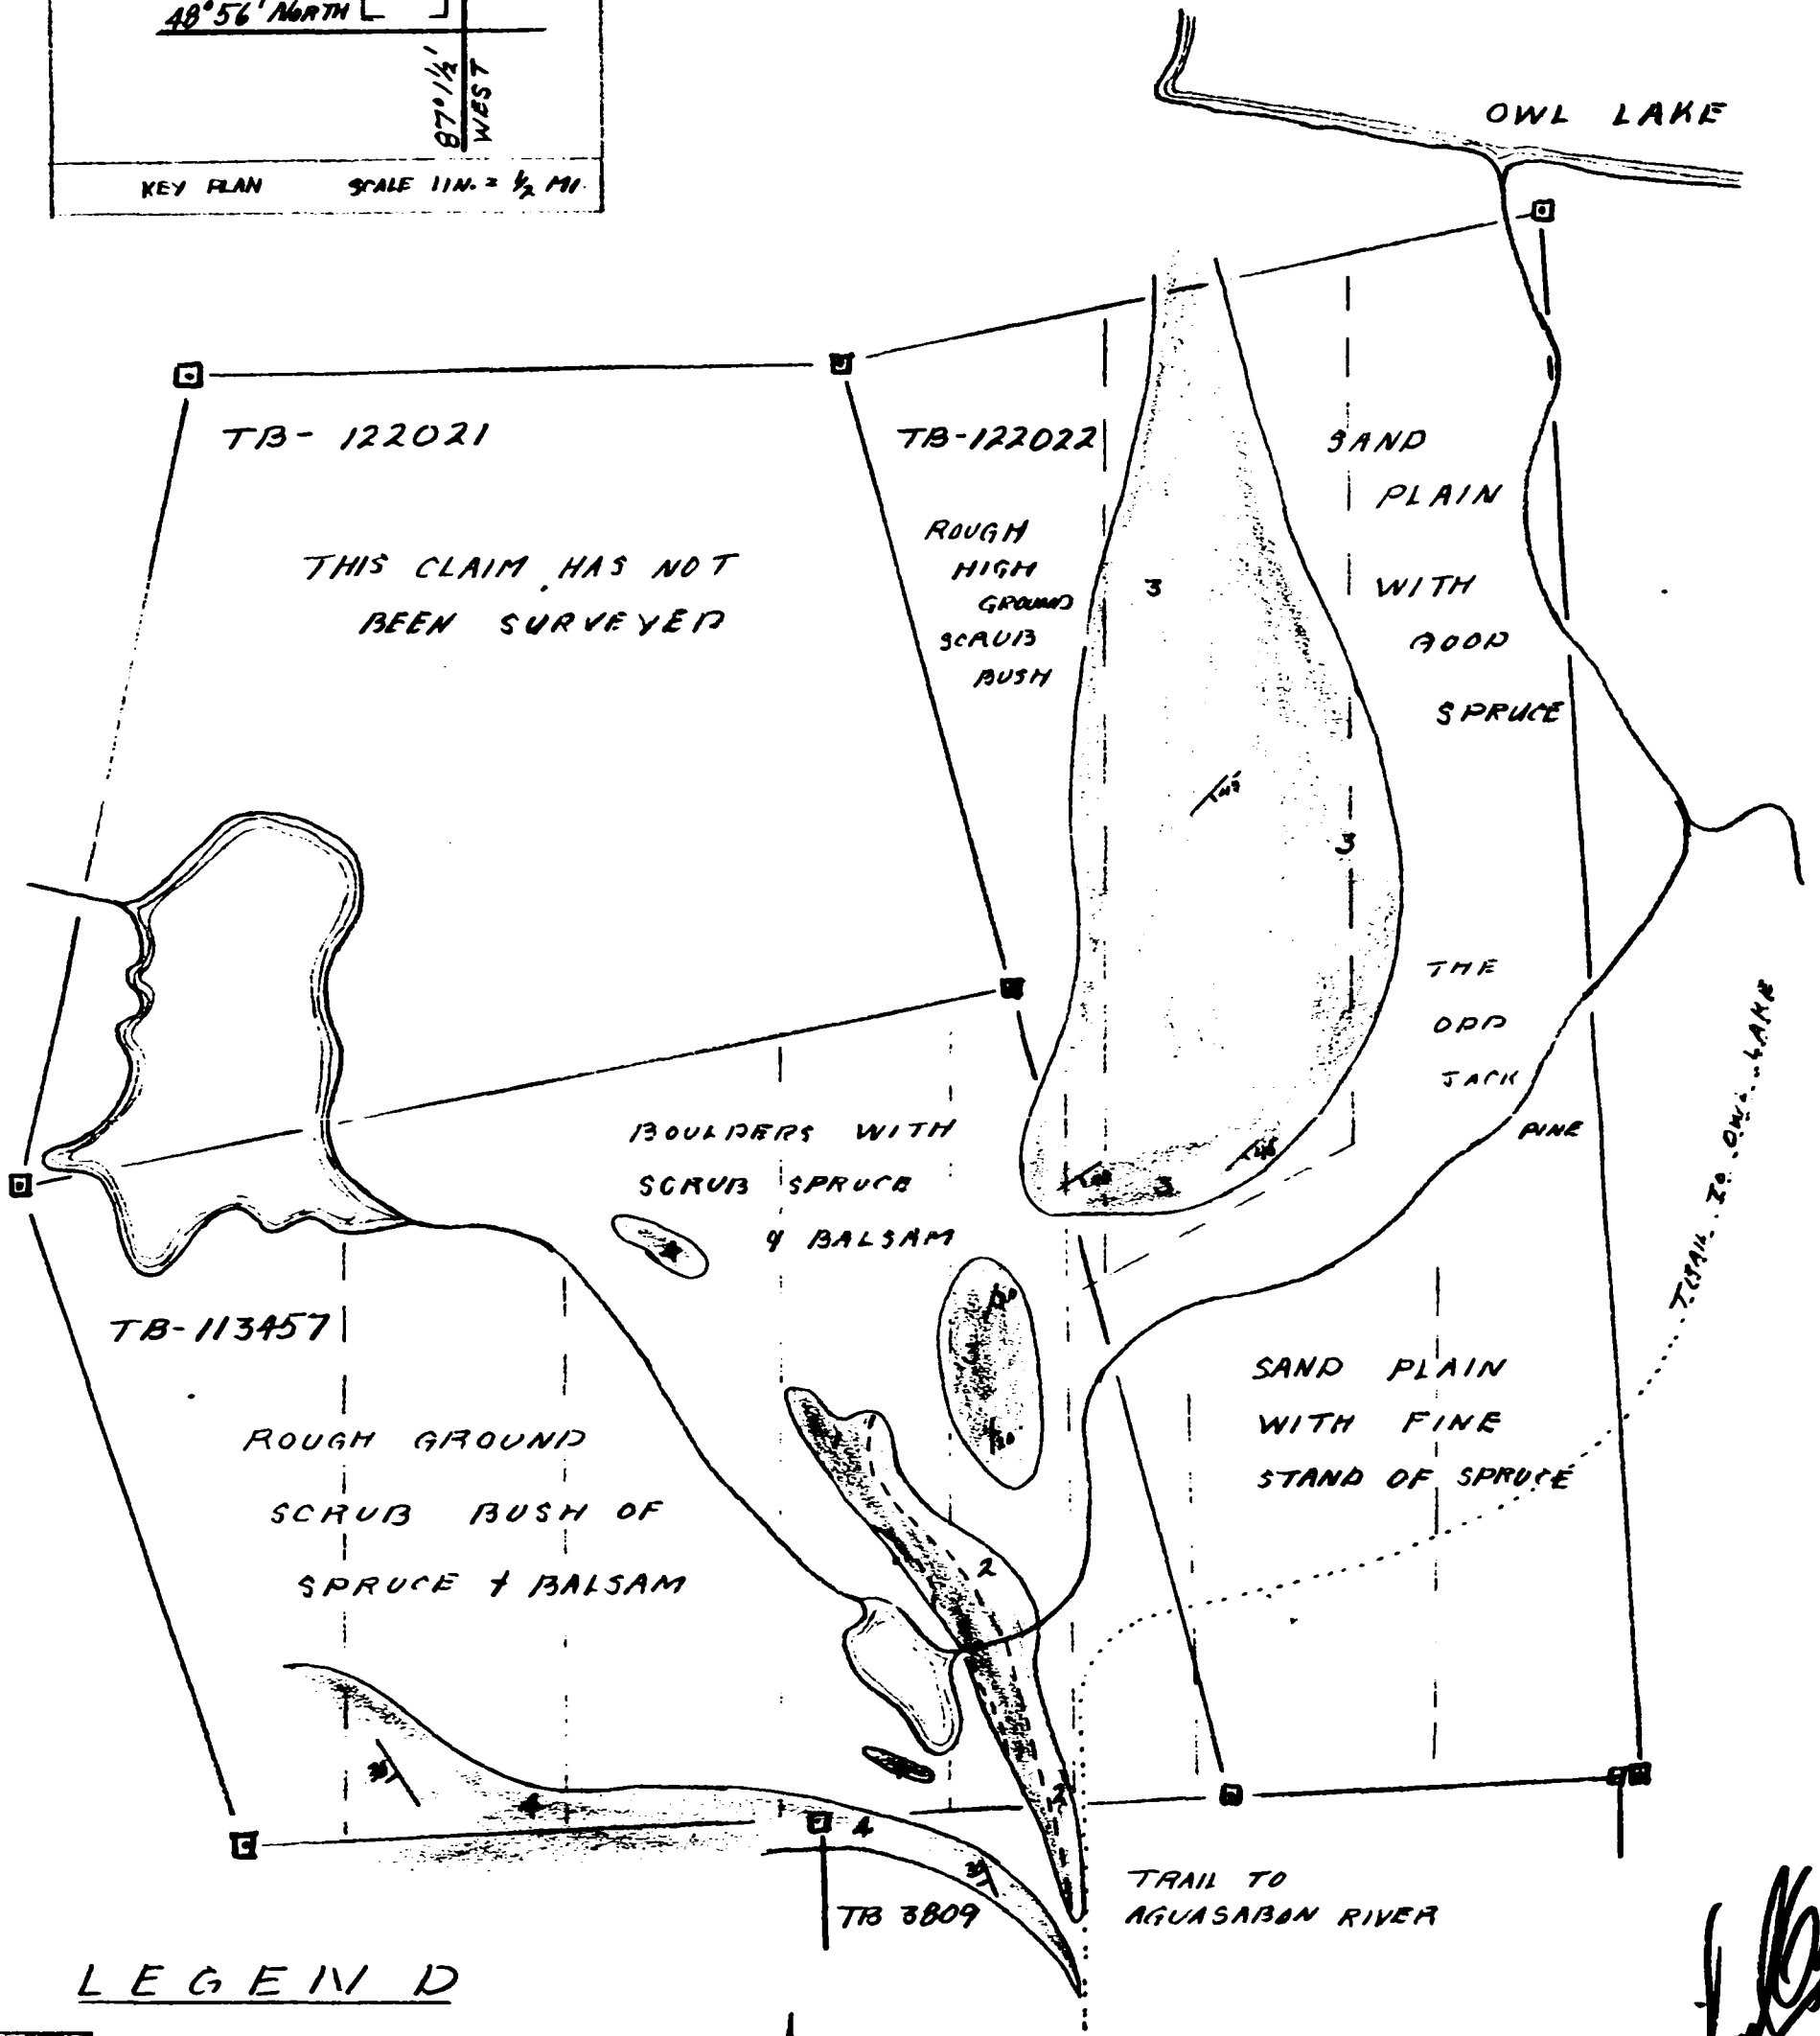 48°56' NORTH
87°1½'
WEST
KEY PLAN SCALE 1 IN. = ½ MI.
OWL LAKE
TB- 122021
TB-122022
THIS CLAIM HAS NOT
BEEN SURVEYED
ROUGH
HIGH
GROUND
SCRUB
BUSH
3
SAND
PLAIN
WITH
GOOD
SPRUCE
45
3
THE
ODD
JACK
PINE
TRAIL TO OWL LAKE
BOULDERS WITH
SCRUB SPRUCE
& BALSAM
3
TB-113457
ROUGH GROUND
SCRUB BUSH OF
SPRUCE & BALSAM
SAND PLAIN
WITH FINE
STAND OF SPRUCE
2
2
4
4
TB 3809
TRAIL TO
AGUASABON RIVER
LEGEND